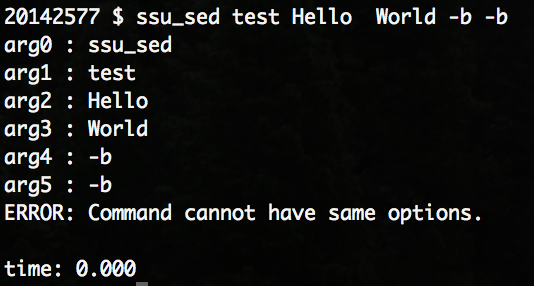 20142577 $ ssu_sed test Hello  World -b -b
arg0 : ssu_sed
arg1 : test
arg2 : Hello
arg3 : World
arg4 : -b
arg5 : -b
ERROR: Command cannot have same options.
time: 0.000